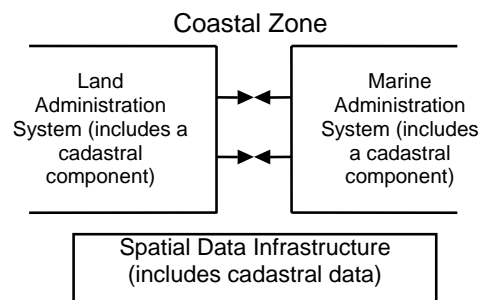 Coastal Zone
Land
Administration
System (includes a
cadastral
component)
Marine
Administration
System (includes
a cadastral
component)
Spatial Data Infrastructure
(includes cadastral data)